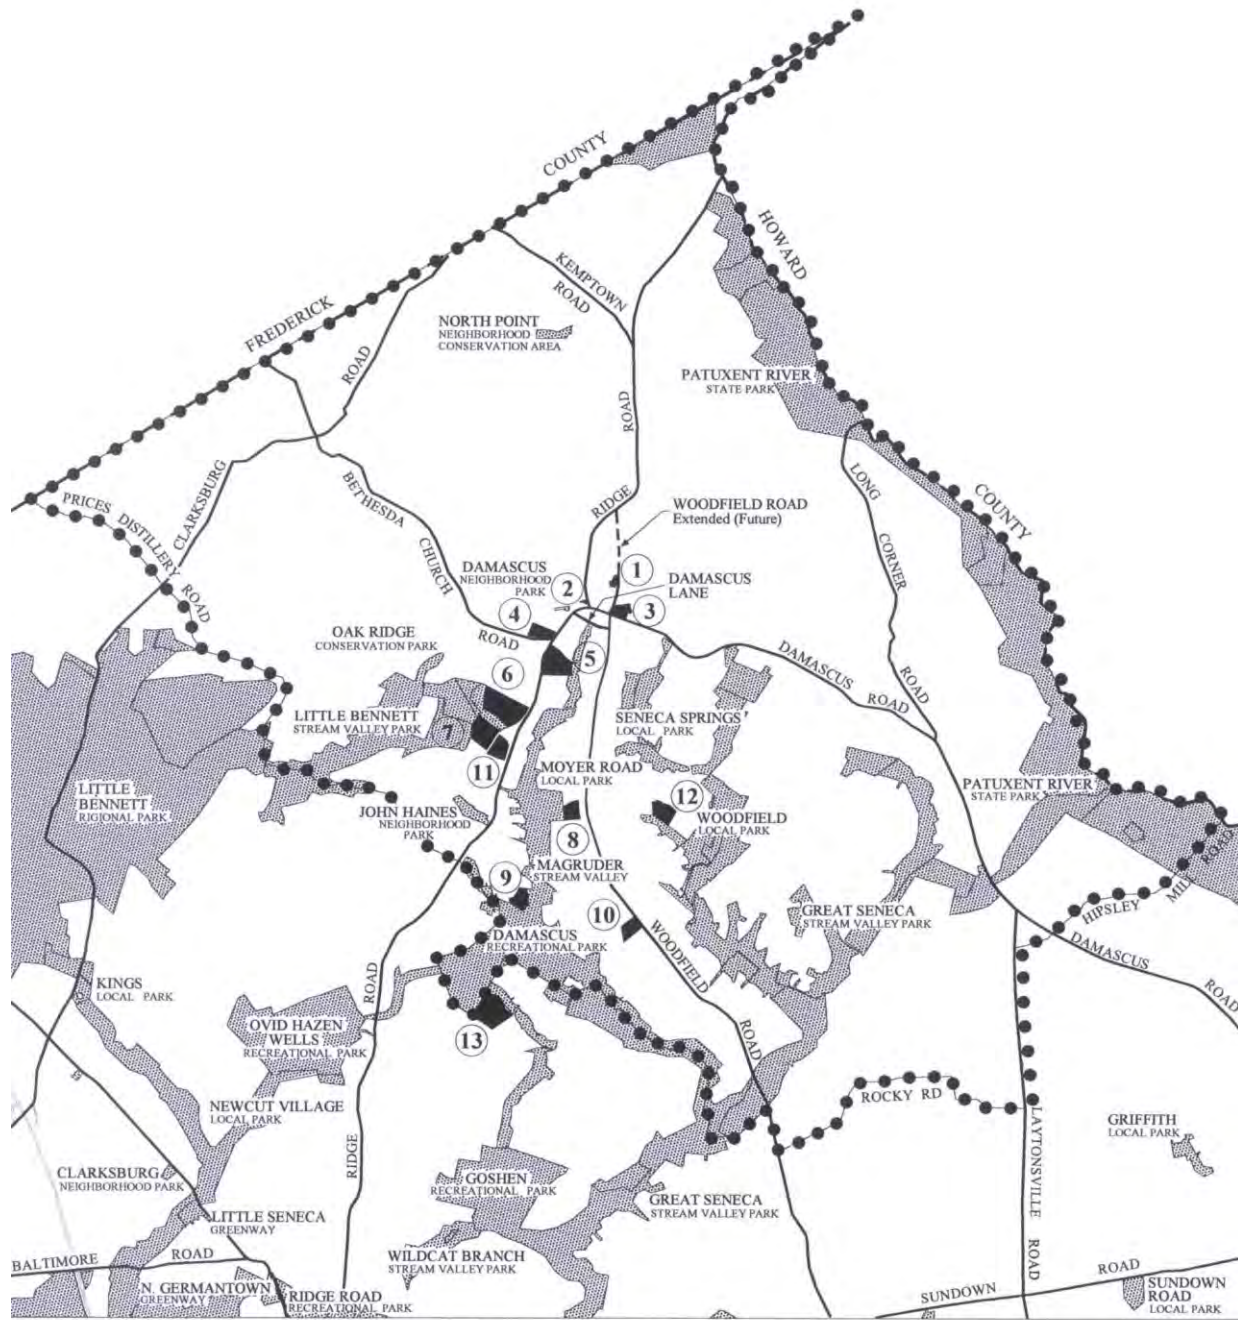 COUNTY
FREDERICK
HOWARD
KEMPTOWN
ROAD
NORTH POINT
NEIGHBORHOOD
CONSERVATION AREA
ROAD
PATUXENT RIVER
STATE PARK
ROAD
CLARKSBURG
BETHESDA
CHURCH
ROAD
PRICES DISTILLERY ROAD
RIDGE
WOODFIELD ROAD
Extended (Future)
LONG
CORNER
ROAD
COUNTY
DAMASCUS
NEIGHBORHOOD
PARK
DAMASCUS
LANE
1
2
3
4
5
6
7
OAK RIDGE
CONSERVATION PARK
DAMASCUS
ROAD
LITTLE BENNETT
STREAM VALLEY PARK
SENECA SPRINGS
LOCAL PARK
11
MOYER ROAD
LOCAL PARK
LITTLE
BENNETT
RIGIONAL PARK
JOHN HAINES
NEIGHBORHOOD
PARK
8
12
WOODFIELD
LOCAL PARK
PATUXENT RIVER
STATE PARK
MAGRUDER
STREAM VALLEY
9
10
GREAT SENECA
STREAM VALLEY PARK
HIPSLEY
MILL
ROAD
DAMASCUS
RECREATIONAL PARK
WOODFIELD
ROAD
DAMASCUS
ROAD
KINGS
LOCAL PARK
ROAD
OVID HAZEN
WELLS
RECREATIONAL PARK
13
ROCKY RD
NEWCUT VILLAGE
LOCAL PARK
RIDGE
LAYTONSVILLE
ROAD
GRIFFITH
LOCAL PARK
CLARKSBURG
NEIGHBORHOOD PARK
GOSHEN
RECREATIONAL PARK
GREAT SENECA
STREAM VALLEY PARK
LITTLE SENECA
GREENWAY
BALTIMORE ROAD
WILDCAT BRANCH
STREAM VALLEY PARK
N. GERMANTOWN
GREENWAY
RIDGE ROAD
RECREATIONAL PARK
SUNDOWN
ROAD
SUNDOWN
ROAD
LOCAL PARK